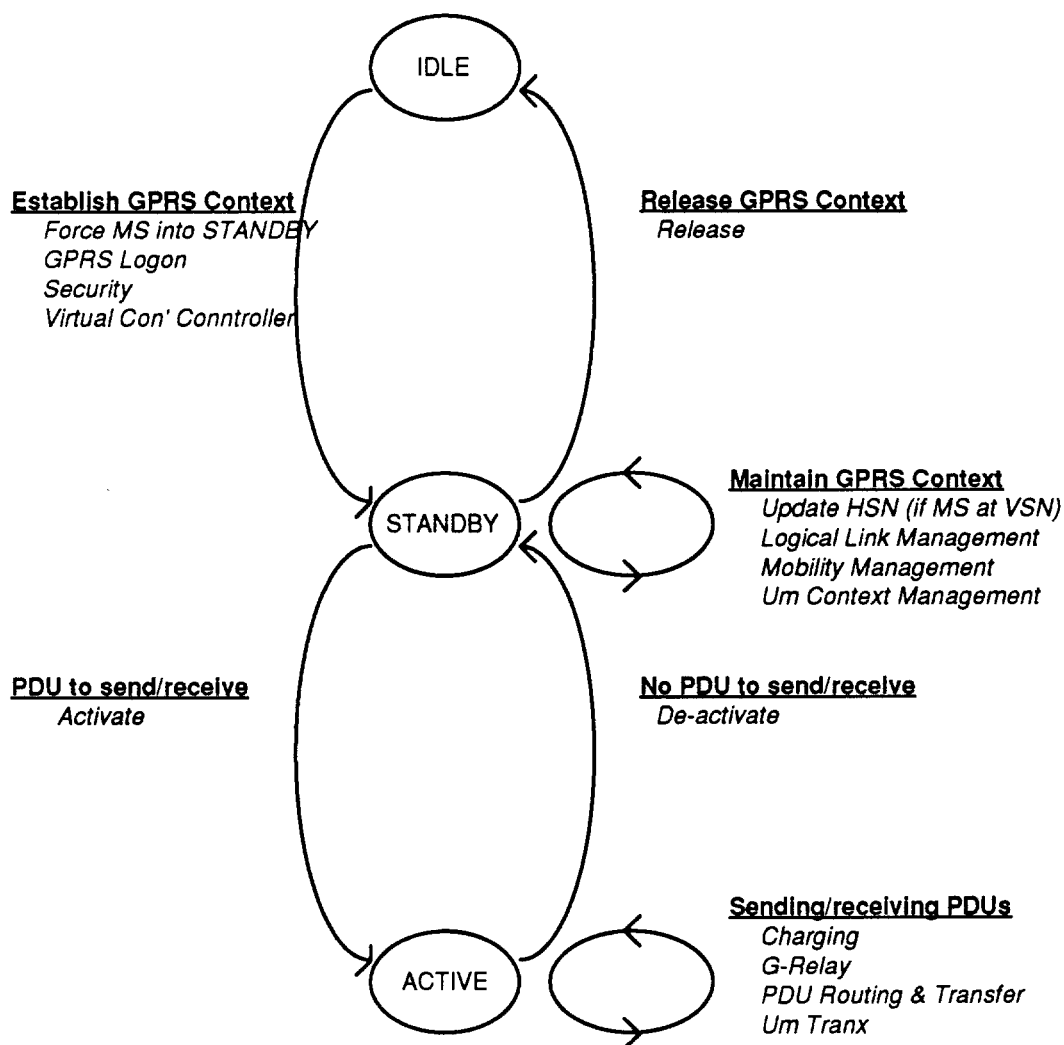 IDLE
Establish GPRS Context
Force MS into STANDBY
GPRS Logon
Security
Virtual Con' Conntroller
Release GPRS Context
Release
STANDBY
Maintain GPRS Context
Update HSN (if MS at VSN)
Logical Link Management
Mobility Management
Um Context Management
PDU to send/receive
Activate
No PDU to send/receive
De-activate
ACTIVE
Sending/receiving PDUs
Charging
G-Relay
PDU Routing & Transfer
Um Tranx